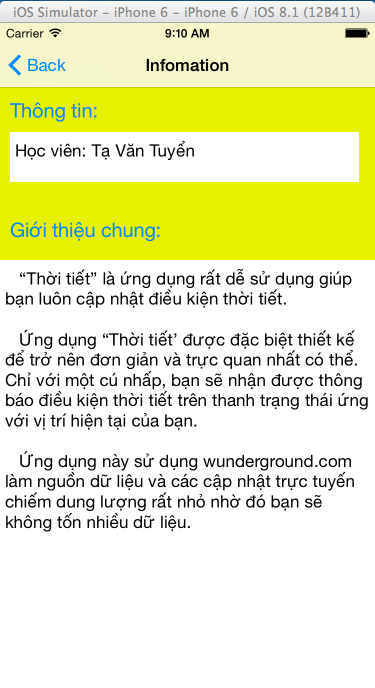 iOS Simulator – iPhone 6 – iPhone 6 / iOS 8.1 (12B411)
Carrier 9:10 AM
Back Infomation
Thông tin:
Học viên: Tạ Văn Tuyển
Giới thiệu chung:
“Thời tiết” là ứng dụng rất dễ sử dụng giúp
bạn luôn cập nhật điều kiện thời tiết.
Ứng dụng “Thời tiết’ được đặc biệt thiết kế
để trở nên đơn giản và trực quan nhất có thể.
Chỉ với một cú nhấp, bạn sẽ nhận được thông
báo điều kiện thời tiết trên thanh trạng thái ứng
với vị trí hiện tại của bạn.
Ứng dụng này sử dụng wunderground.com
làm nguồn dữ liệu và các cập nhật trực tuyến
chiếm dung lượng rất nhỏ nhờ đó bạn sẽ
không tốn nhiều dữ liệu.